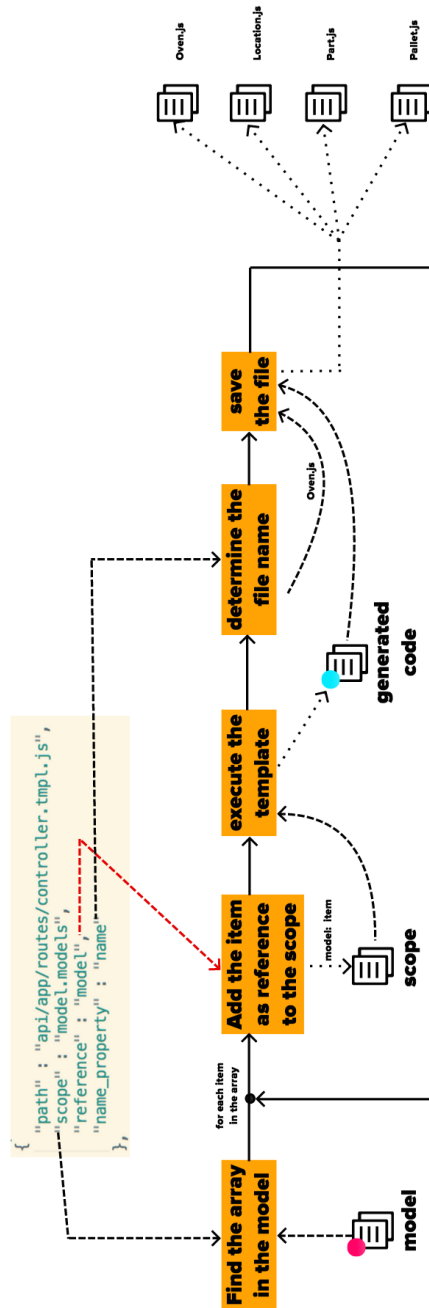 {
"path" : "api/app/routes/controller.tmpl.js",
"scope" : "model.models",
"reference" : "model",
"name_property" : "name"
},
Find the array
in the model
model
for each item
in the array
Add the item
as reference
to the scope
model: item
scope
execute the
template
generated
code
determine the
file name
Oven.js
save
the file
Oven.js
Location.js
Part.js
Pallet.js